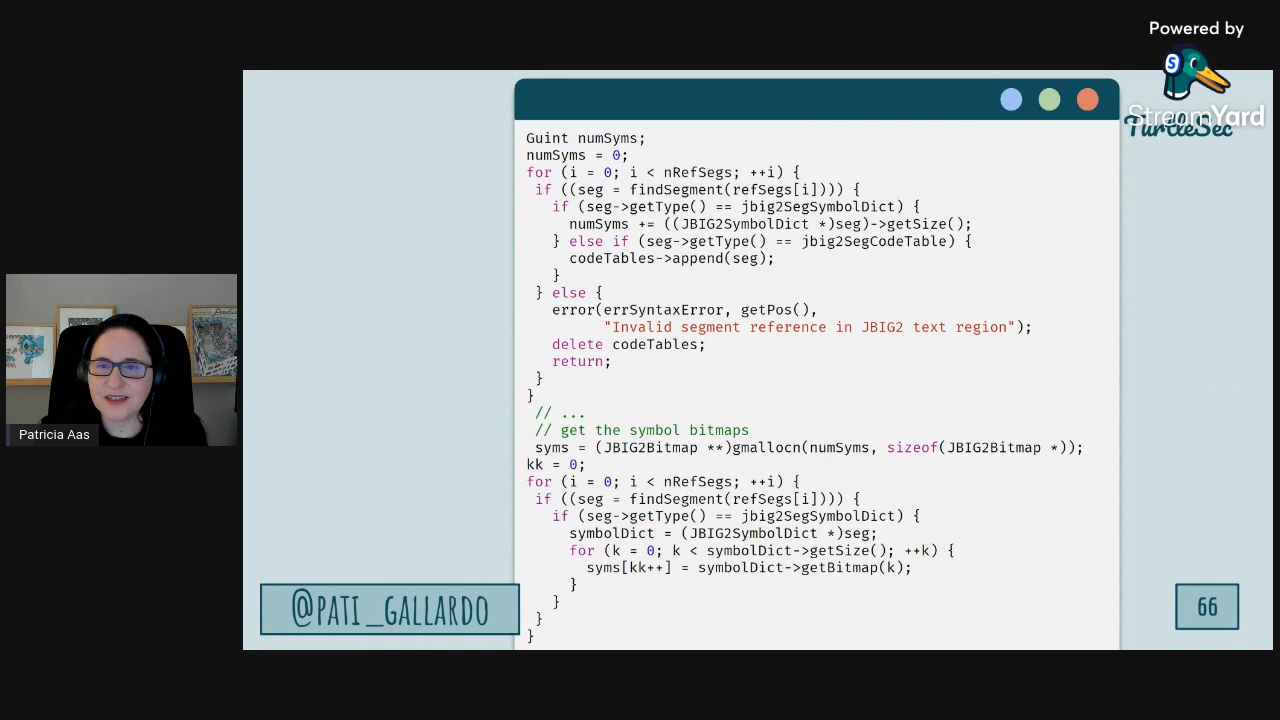 Powered by
StreamYard
TurtleSec
Guint numSyms;
numSyms = 0;
for (i = 0; i < nRefSegs; ++i) {
if ((seg = findSegment(refSegs[i]))) {
if (seg->getType() == jbig2SegSymbolDict) {
numSyms += ((JBIG2SymbolDict *)seg)->getSize();
} else if (seg->getType() == jbig2SegCodeTable) {
codeTables->append(seg);
}
} else {
error(errSyntaxError, getPos(),
"Invalid segment reference in JBIG2 text region");
delete codeTables;
return;
}
}
// ...
// get the symbol bitmaps
syms = (JBIG2Bitmap **)gmallocn(numSyms, sizeof(JBIG2Bitmap *));
kk = 0;
for (i = 0; i < nRefSegs; ++i) {
if ((seg = findSegment(refSegs[i]))) {
if (seg->getType() == jbig2SegSymbolDict) {
symbolDict = (JBIG2SymbolDict *)seg;
for (k = 0; k < symbolDict->getSize(); ++k) {
syms[kk++] = symbolDict->getBitmap(k);
}
}
}
}
Patricia Aas
@PATI_GALLARDO
66